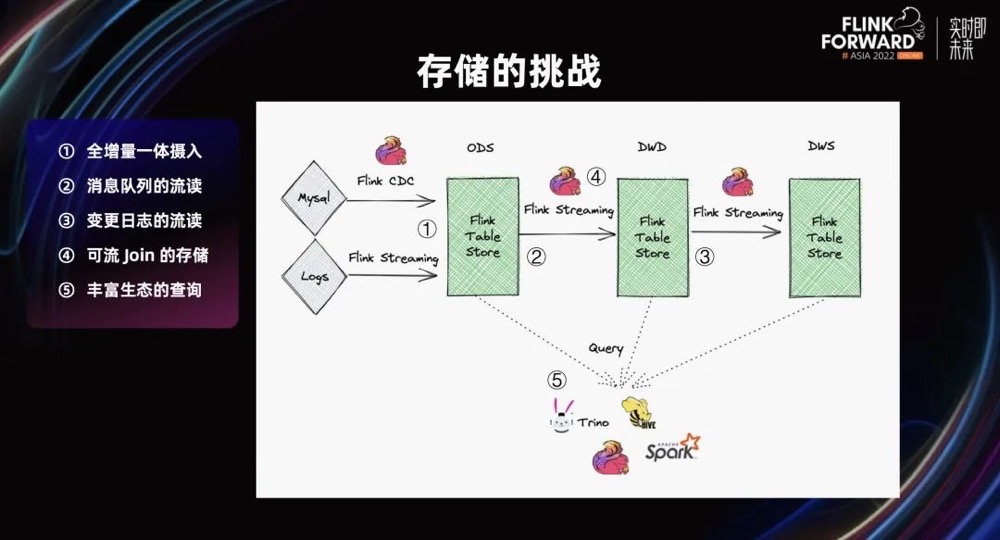 FLINK
FORWARD
# ASIA 2022 ONLINE
实时即
未来
存储的挑战
① 全增量一体摄入
② 消息队列的流读
③ 变更日志的流读
④ 可流 Join 的存储
⑤ 丰富生态的查询
ODS
DWD
DWS
Mysql
Flink CDC
Logs
Flink Streaming
①
Flink
Table
Store
④
Flink Streaming
②
Flink
Table
Store
Flink Streaming
③
Flink
Table
Store
Query
⑤
Trino
HIVE
APACHE
Spark